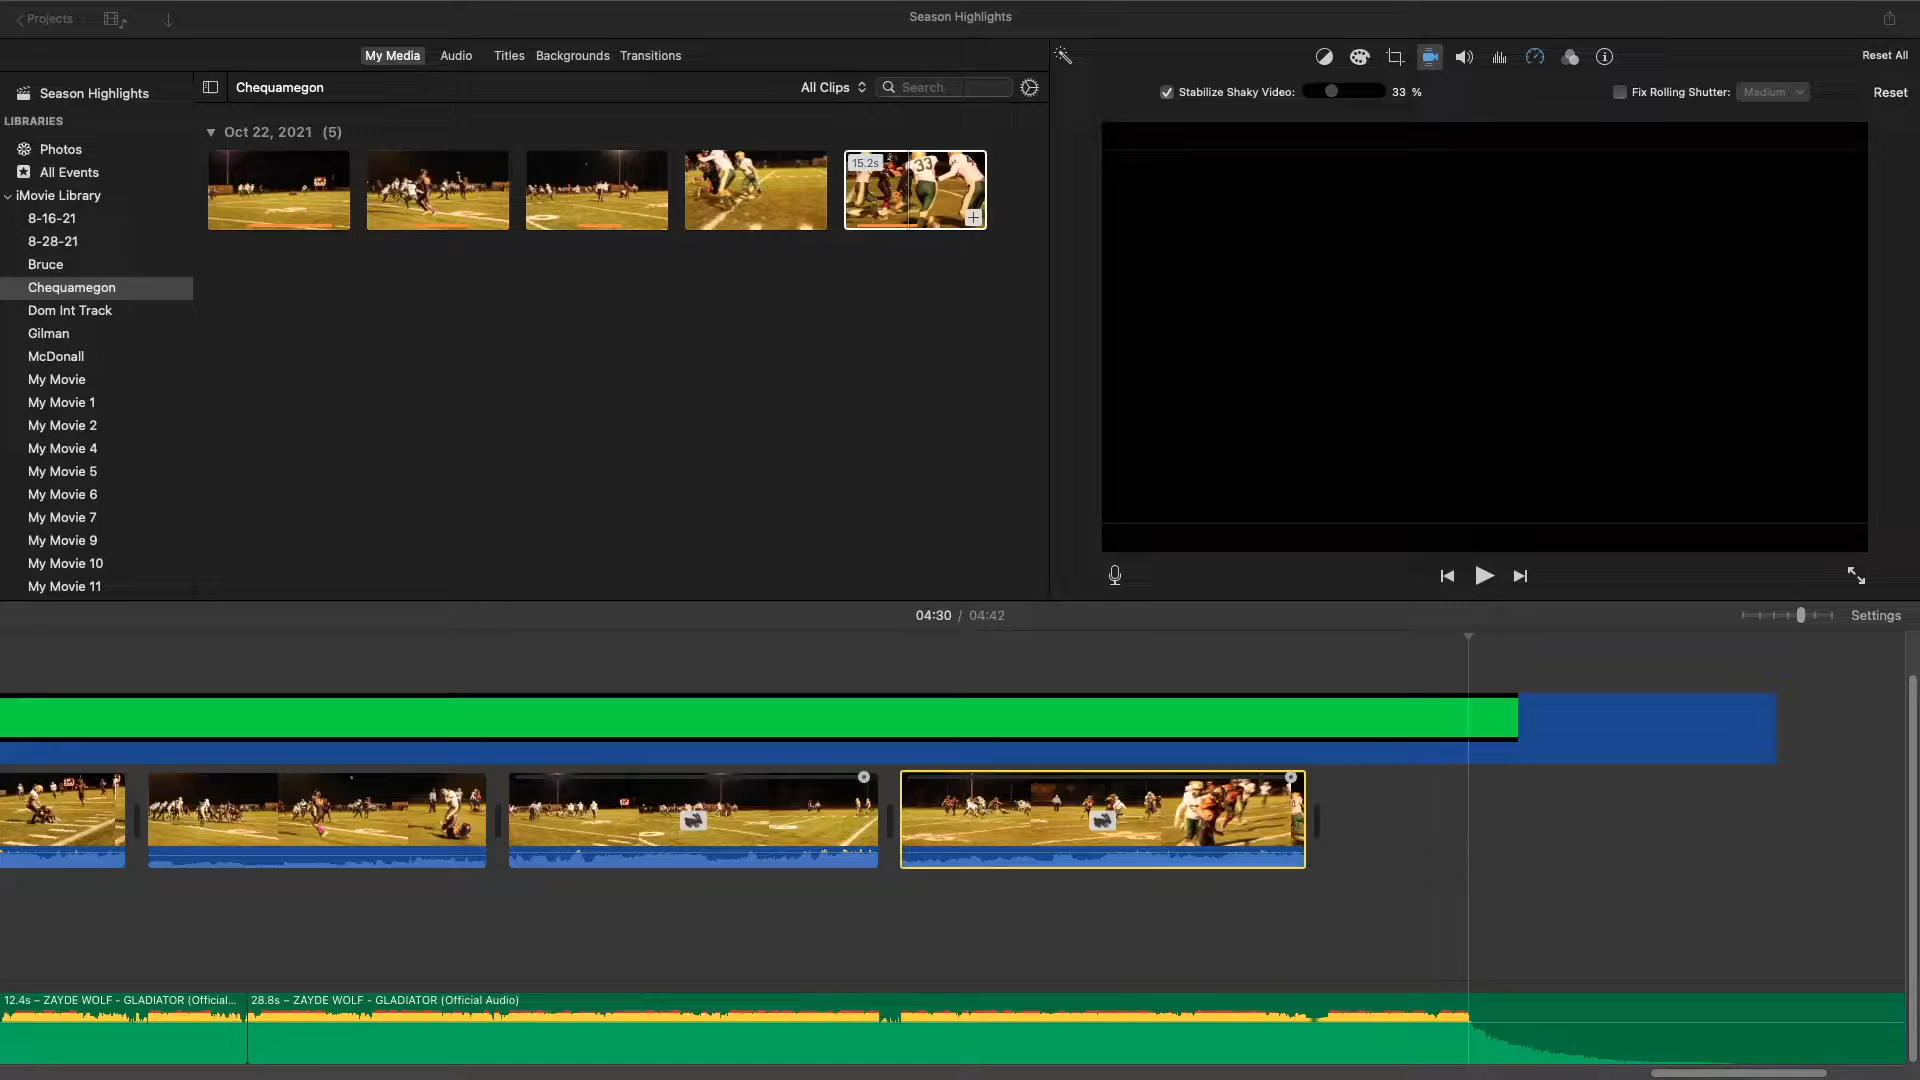 Projects
Season Highlights
My Media
Audio
Titles
Backgrounds
Transitions
Reset All
Season Highlights
LIBRARIES
Photos
All Events
iMovie Library
8-16-21
8-28-21
Bruce
Chequamegon
Dom Int Track
Gilman
McDonall
My Movie
My Movie 1
My Movie 2
My Movie 4
My Movie 5
My Movie 6
My Movie 7
My Movie 9
My Movie 10
My Movie 11
Chequamegon
All Clips
Search
Oct 22, 2021 (5)
15.2s
33
Stabilize Shaky Video:
33 %
Fix Rolling Shutter:
Medium
Reset
04:30 / 04:42
Settings
12.4s – ZAYDE WOLF - GLADIATOR (Official...
28.8s – ZAYDE WOLF - GLADIATOR (Official Audio)